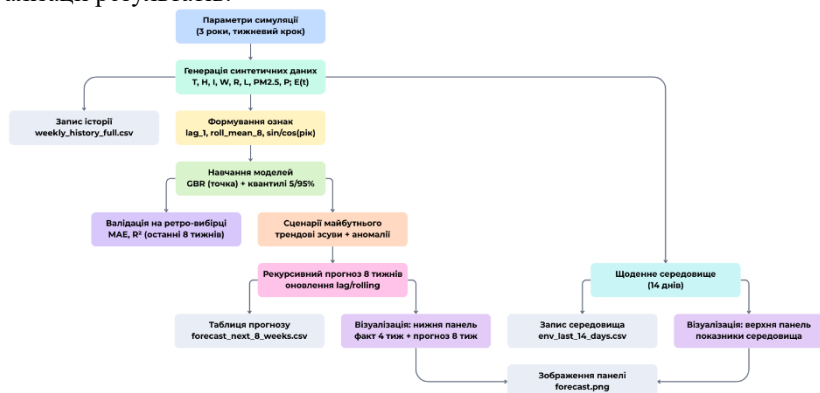 алізації результатів.
Параметри симуляції
(3 роки, тижневий крок)
Генерація синтетичних даних
T, H, I, W, R, L, PM2.5, P; E(t)
Запис історії
weekly_history_full.csv
Формування ознак
lag_1, roll_mean_8, sin/cos(рік)
Навчання моделей
GBR (точка) + квантилі 5/95%
Валідація на ретро-вибірці
MAE, R² (останні 8 тижнів)
Сценарії майбутнього
трендові зсуви + аномалії
Рекурсивний прогноз 8 тижнів
оновлення lag/rolling
Щоденне середовище
(14 днів)
Таблиця прогнозу
forecast_next_8_weeks.csv
Візуалізація: нижня панель
факт 4 тиж + прогноз 8 тиж
Запис середовища
env_last_14_days.csv
Візуалізація: верхня панель
показники середовища
Зображення панелі
forecast.png